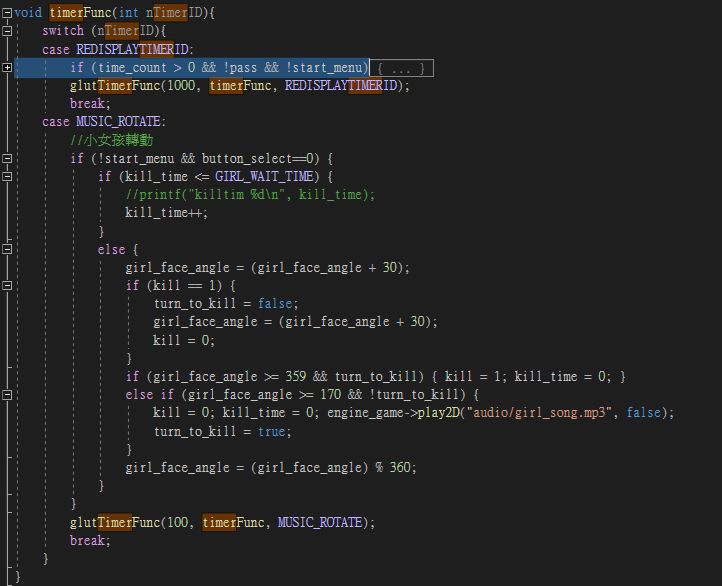 void timerFunc(int nTimerID){
    switch (nTimerID){
    case REDISPLAYTIMERID:
        if (time_count > 0 && !pass && !start_menu) { ... }
        glutTimerFunc(1000, timerFunc, REDISPLAYTIMERID);
        break;
    case MUSIC_ROTATE:
        //小女孩轉動
        if (!start_menu && button_select==0) {
            if (kill_time <= GIRL_WAIT_TIME) {
                //printf("killtim %d\n", kill_time);
                kill_time++;
            }
            else {
                girl_face_angle = (girl_face_angle + 30);
                if (kill == 1) {
                    turn_to_kill = false;
                    girl_face_angle = (girl_face_angle + 30);
                    kill = 0;
                }
                if (girl_face_angle >= 359 && turn_to_kill) { kill = 1; kill_time = 0; }
                else if (girl_face_angle >= 170 && !turn_to_kill) {
                    kill = 0; kill_time = 0; engine_game->play2D("audio/girl_song.mp3", false);
                    turn_to_kill = true;
                }
                girl_face_angle = (girl_face_angle) % 360;
            }
        }
        glutTimerFunc(100, timerFunc, MUSIC_ROTATE);
        break;
    }
}